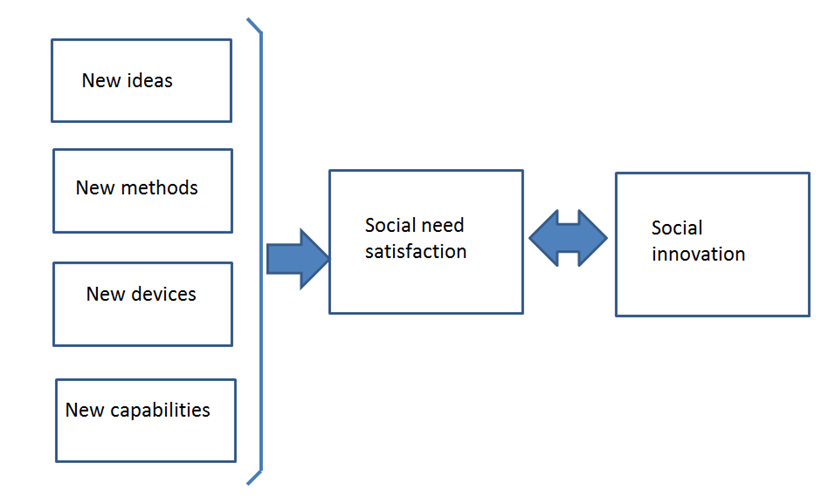 New ideas
New methods
New devices
New capabilities
Social need
satisfaction
Social
innovation